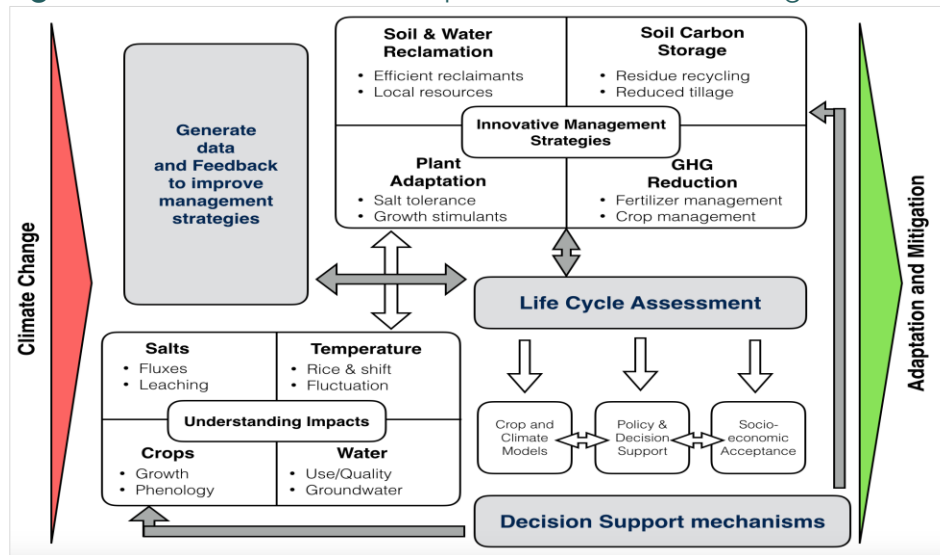 Climate Change
Generate
data
and Feedback
to improve
management
strategies
Soil & Water
Reclamation
• Efficient reclaimants
• Local resources
Soil Carbon
Storage
• Residue recycling
• Reduced tillage
Innovative Management
Strategies
Plant
Adaptation
• Salt tolerance
• Growth stimulants
GHG
Reduction
• Fertilizer management
• Crop management
Life Cycle Assessment
Salts
• Fluxes
• Leaching
Temperature
• Rice & shift
• Fluctuation
Understanding Impacts
Crops
• Growth
• Phenology
Water
• Use/Quality
• Groundwater
Crop and
Climate
Models
Policy &
Decision
Support
Socio-
economic
Acceptance
Decision Support mechanisms
Adaptation and Mitigation